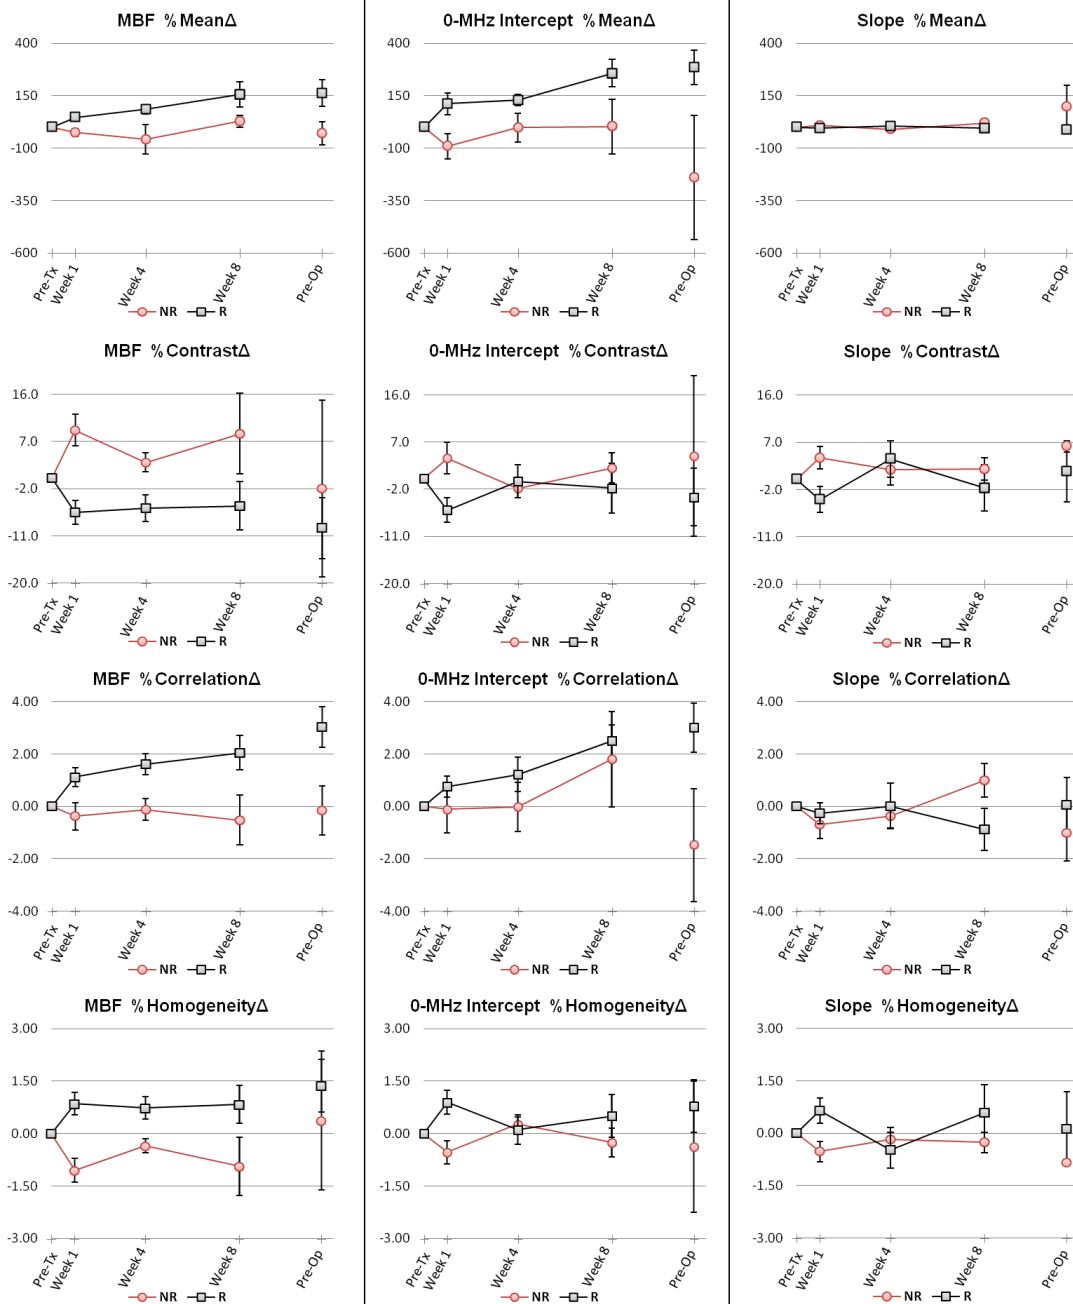 MBF % MeanΔ
400
150
-100
-350
-600
Pre-Tx
Week 1
Week 4
Week 8
Pre-Op
NR R
0-MHz Intercept % MeanΔ
400
150
-100
-350
-600
Pre-Tx
Week 1
Week 4
Week 8
Pre-Op
NR R
Slope % MeanΔ
400
150
-100
-350
-600
Pre-Tx
Week 1
Week 4
Week 8
Pre-Op
NR R
MBF % ContrastΔ
16.0
7.0
-2.0
-11.0
-20.0
Pre-Tx
Week 1
Week 4
Week 8
Pre-Op
NR R
0-MHz Intercept % ContrastΔ
16.0
7.0
-2.0
-11.0
-20.0
Pre-Tx
Week 1
Week 4
Week 8
Pre-Op
NR R
Slope % ContrastΔ
16.0
7.0
-2.0
-11.0
-20.0
Pre-Tx
Week 1
Week 4
Week 8
Pre-Op
NR R
MBF % CorrelationΔ
4.00
2.00
0.00
-2.00
-4.00
Pre-Tx
Week 1
Week 4
Week 8
Pre-Op
NR R
0-MHz Intercept % CorrelationΔ
4.00
2.00
0.00
-2.00
-4.00
Pre-Tx
Week 1
Week 4
Week 8
Pre-Op
NR R
Slope % CorrelationΔ
4.00
2.00
0.00
-2.00
-4.00
Pre-Tx
Week 1
Week 4
Week 8
Pre-Op
NR R
MBF % HomogeneityΔ
3.00
1.50
0.00
-1.50
-3.00
Pre-Tx
Week 1
Week 4
Week 8
Pre-Op
NR R
0-MHz Intercept % HomogeneityΔ
3.00
1.50
0.00
-1.50
-3.00
Pre-Tx
Week 1
Week 4
Week 8
Pre-Op
NR R
Slope % HomogeneityΔ
3.00
1.50
0.00
-1.50
-3.00
Pre-Tx
Week 1
Week 4
Week 8
Pre-Op
NR R